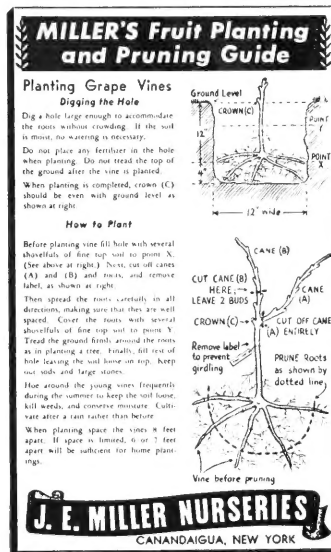 MILLER'S Fruit Planting
and Pruning Guide
Planting Grape Vines
Digging the Hole
Dig a hole large enough to accommodate
the roots without crowding. If the soil
is moist, no watering is necessary.
Do not place any fertilizer in the hole
when planting. Do not tread the top of
the ground after the vine is planted.
When planting is completed, crown (C)
should be even with ground level as
shown at right.
How to Plant
Before planting vine fill hole with several
shovelfuls of fine top soil to point X.
(See above at right.) Next, cut off canes
(A) and (B) and roots, and remove
label, as shown at right.
Then spread the roots carefully in all
directions, making sure that they are well
spaced. Cover the roots with several
shovelfuls of fine top soil to point Y.
Tread the ground firmly around the roots
as in planting a tree. Finally, fill rest of
hole leaving the soil loose on top. Keep
out sods and large stones.
Hoe around the young vines frequently
during the summer to keep the soil loose,
kill weeds, and conserve moisture. Culti-
vate after a rain rather than before.
When planting space the vines 8 feet
apart. If space is limited, 6 or 7 feet
apart will be sufficient for home plant-
ings.
Ground Level
CROWN(C)
POINT
12"
POINT
X
4"
12" wide
CANE (B)
CUT CANE (B)
HERE,
LEAVE 2 BUDS
CANE
(A)
CROWN (C)
CUT OFF CANE
(A) ENTIRELY
Remove label
to prevent
girdling
PRUNE Roots
as shown by
dotted line
Vine before pruning
J. E. MILLER NURSERIES
CANANDAIGUA, NEW YORK